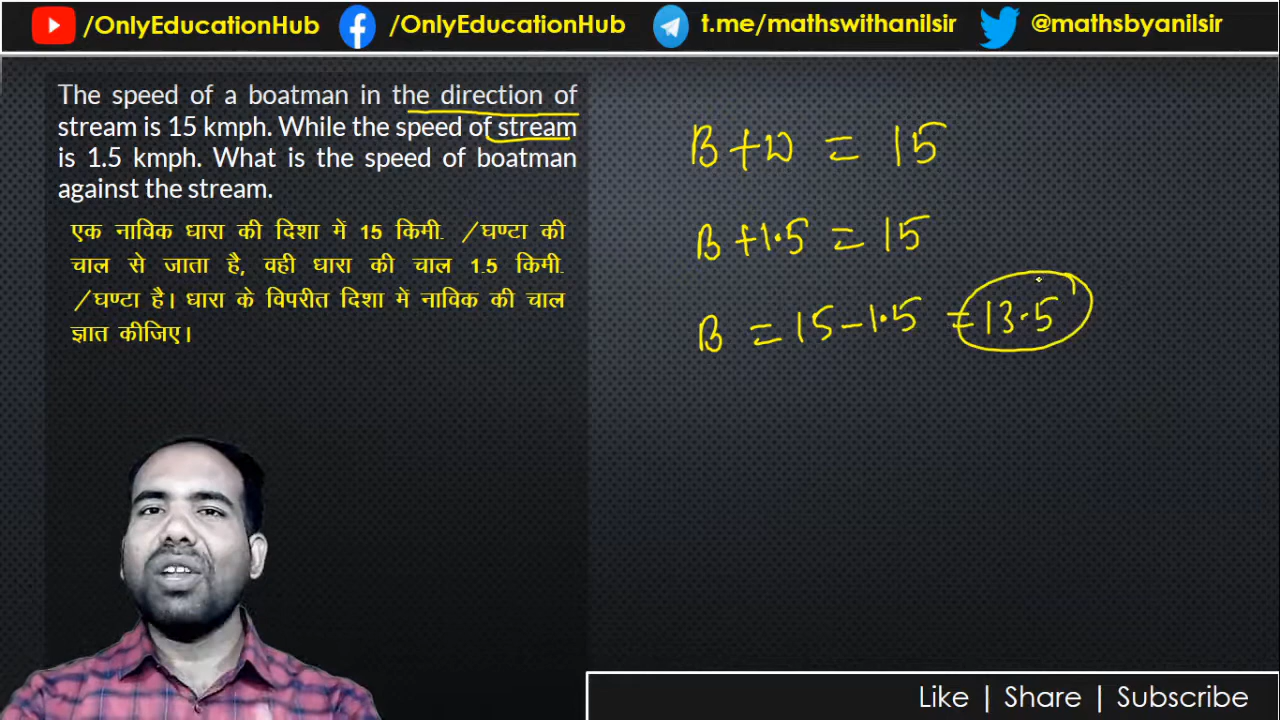 /OnlyEducationHub /OnlyEducationHub t.me/mathswithanilsir @mathsbyanilsir
The speed of a boatman in the direction of
stream is 15 kmph. While the speed of stream
is 1.5 kmph. What is the speed of boatman
against the stream.
एक नाविक धारा की दिशा में 15 किमी. /घण्टा की
चाल से जाता है, वही धारा की चाल 1.5 किमी.
/घण्टा है। धारा के विपरीत दिशा में नाविक की चाल
ज्ञात कीजिए।
B+W = 15
B+1.5 = 15
B = 15-1.5 = 13.5
Like | Share | Subscribe